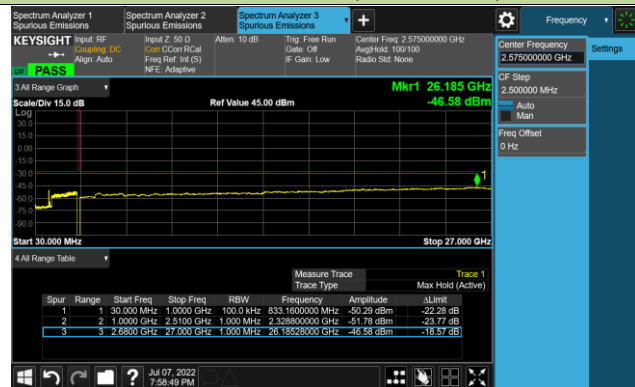 Spectrum Analyzer 1
Spurious Emissions
Spectrum Analyzer 2
Spurious Emissions
Spectrum Analyzer 3
Spurious Emissions
Frequency
KEYSIGHT
Input: RF
Coupling: DC
Align: Auto
Input Z: 50 Ω
Corr CCorr RCal
Freq Ref: Int (S)
NFE: Adaptive
Atten: 10 dB
Trig: Free Run
Gate: Off
IF Gain: Low
Center Freq: 2.575000000 GHz
Avg|Hold: 100/100
Radio Std: None
PASS
3 All Range Graph
Scale/Div 15.0 dB
Ref Value 45.00 dBm
Mkr1 26.185 GHz
-46.58 dBm
Log
30.0
15.0
0.00
-15.0
-30.0
-45.0
-60.0
-75.0
-90.0
1
Start 30.000 MHz
Stop 27.000 GHz
4 All Range Table
Measure Trace Trace 1
Trace Type Max Hold (Active)
Spur Range Start Freq Stop Freq RBW Frequency Amplitude ΔLimit
1 1 30.000 MHz 1.0000 GHz 100.0 kHz 833.1600000 MHz -50.29 dBm -22.28 dB
2 2 1.0000 GHz 2.5100 GHz 1.000 MHz 2.328800000 GHz -51.78 dBm -23.77 dB
3 3 2.6800 GHz 27.000 GHz 1.000 MHz 26.18528000 GHz -46.58 dBm -18.57 dB
Center Frequency
2.575000000 GHz
Settings
CF Step
2.500000 MHz
Auto
Man
Freq Offset
0 Hz
Jul 07, 2022
7:58:49 PM